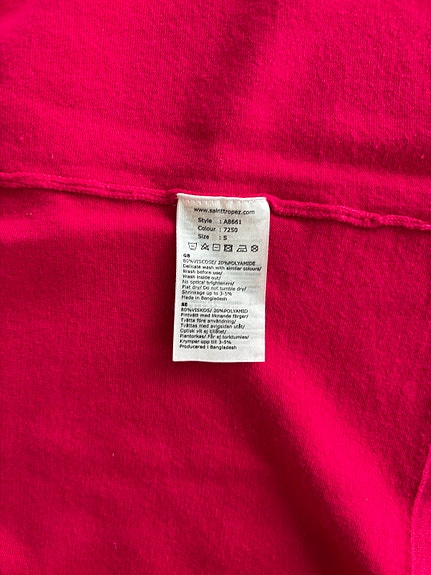 www.sainttropez.com
Style : A8661
Colour : 7250
Size : S
GB
80%VISCOSE/ 20%POLYAMIDE
Delicate wash with similar colours/
Wash before use/
Wash inside out/
No optical brighteners/
Flat dry/ Do not tumble dry/
Shrinkage up to 3-5%
Made in Bangladesh
SE
80%VISKOS/ 20%POLYAMID
Fintvätt med liknande färger/
Tvätta före användning/
Tvättas med avigsidan utåt/
Optisk vit ej tillåtet/
Plantorkas/ Får ej torktumlas/
Krymper upp till 3-5%
Producerad i Bangladesh